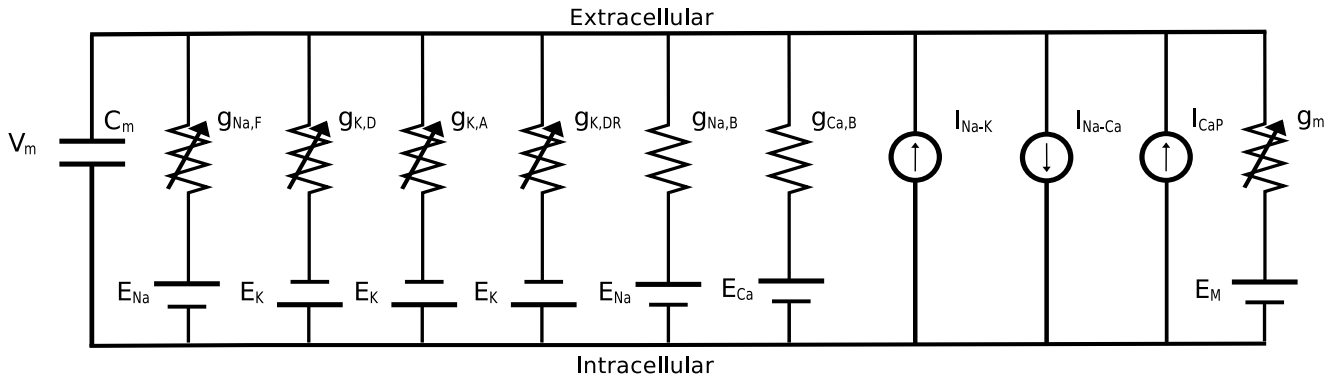 Extracellular
V_m
C_m
g_Na,F
g_K,D
g_K,A
g_K,DR
g_Na,B
g_Ca,B
I_Na-K
I_Na-Ca
I_CaP
g_m
E_Na
E_K
E_K
E_K
E_Na
E_Ca
E_M
Intracellular